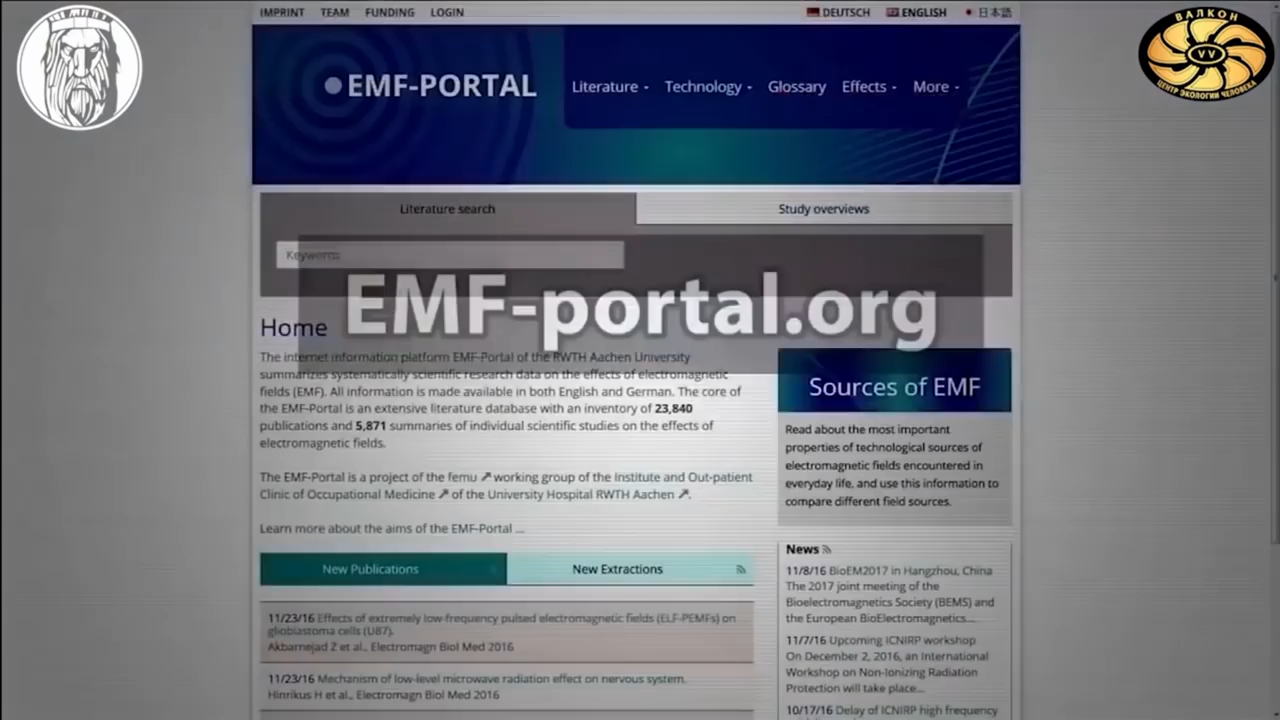 IMPRINT TEAM FUNDING LOGIN
DEUTSCH ENGLISH 日本語
ВАЛКОН
VV
ЦЕНТР ЭКОЛОГИИ ЧЕЛОВЕКА
EMF-PORTAL
Literature Technology Glossary Effects More
Literature search
Study overviews
Keywords
EMF-portal.org
Home
The internet information platform EMF-Portal of the RWTH Aachen University
summarizes systematically scientific research data on the effects of electromagnetic
fields (EMF). All information is made available in both English and German. The core of
the EMF-Portal is an extensive literature database with an inventory of 23,840
publications and 5,871 summaries of individual scientific studies on the effects of
electromagnetic fields.
The EMF-Portal is a project of the femu working group of the Institute and Out-patient
Clinic of Occupational Medicine of the University Hospital RWTH Aachen .
Learn more about the aims of the EMF-Portal ...
New Publications
New Extractions
11/23/16 Effects of extremely low-frequency pulsed electromagnetic fields (ELF-PEMFs) on
glioblastoma cells (U87).
Akbarnejad Z et al., Electromagn Biol Med 2016
11/23/16 Mechanism of low-level microwave radiation effect on nervous system.
Hinrikus H et al., Electromagn Biol Med 2016
Sources of EMF
Read about the most important
properties of technological sources of
electromagnetic fields encountered in
everyday life, and use this information to
compare different field sources.
News
11/8/16 BioEM2017 in Hangzhou, China
The 2017 joint meeting of the
Bioelectromagnetics Society (BEMS) and
the European BioElectromagnetics...
11/7/16 Upcoming ICNIRP workshop
On December 2, 2016, an International
Workshop on Non-Ionizing Radiation
Protection will take place...
10/17/16 Delay of ICNIRP high frequency